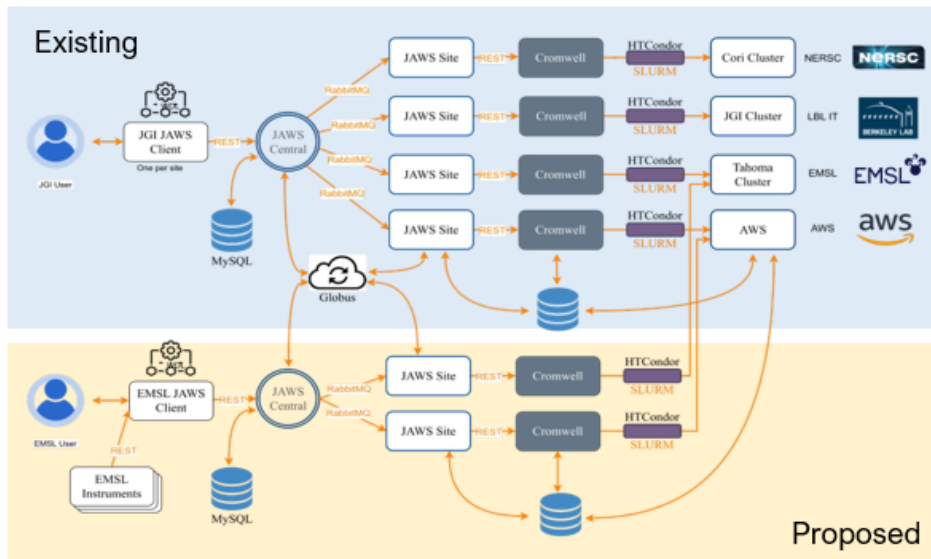 Existing
JGI User
JGI JAWS
Client
One per site
REST
JAWS
Central
MySQL
Globus
RabbitMQ
JAWS Site
REST
Cromwell
HTCondor
SLURM
Cori Cluster
NERSC
NERSC
RabbitMQ
JAWS Site
REST
Cromwell
HTCondor
SLURM
JGI Cluster
LBL IT
BERKELEY LAB
RabbitMQ
JAWS Site
REST
Cromwell
HTCondor
SLURM
Tahoma
Cluster
EMSL
EMSL
RabbitMQ
JAWS Site
REST
Cromwell
HTCondor
SLURM
AWS
AWS
aws
EMSL User
EMSL JAWS
Client
REST
REST
EMSL
Instruments
JAWS
Central
MySQL
RabbitMQ
JAWS Site
REST
Cromwell
HTCondor
SLURM
RabbitMQ
JAWS Site
REST
Cromwell
HTCondor
SLURM
Proposed